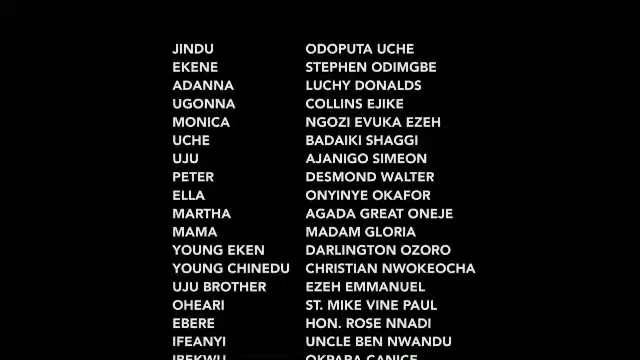 JINDU ODOPUTA UCHE
EKENE STEPHEN ODIMGBE
ADANNA LUCHY DONALDS
UGONNA COLLINS EJIKE
MONICA NGOZI EVUKA EZEH
UCHE BADAIKI SHAGGI
UJU AJANIGO SIMEON
PETER DESMOND WALTER
ELLA ONYINYE OKAFOR
MARTHA AGADA GREAT ONEJE
MAMA MADAM GLORIA
YOUNG EKEN DARLINGTON OZORO
YOUNG CHINEDU CHRISTIAN NWOKEOCHA
UJU BROTHER EZEH EMMANUEL
OHEARI ST. MIKE VINE PAUL
EBERE HON. ROSE NNADI
IFEANYI UNCLE BEN NWANDU
OKPARA CANICE